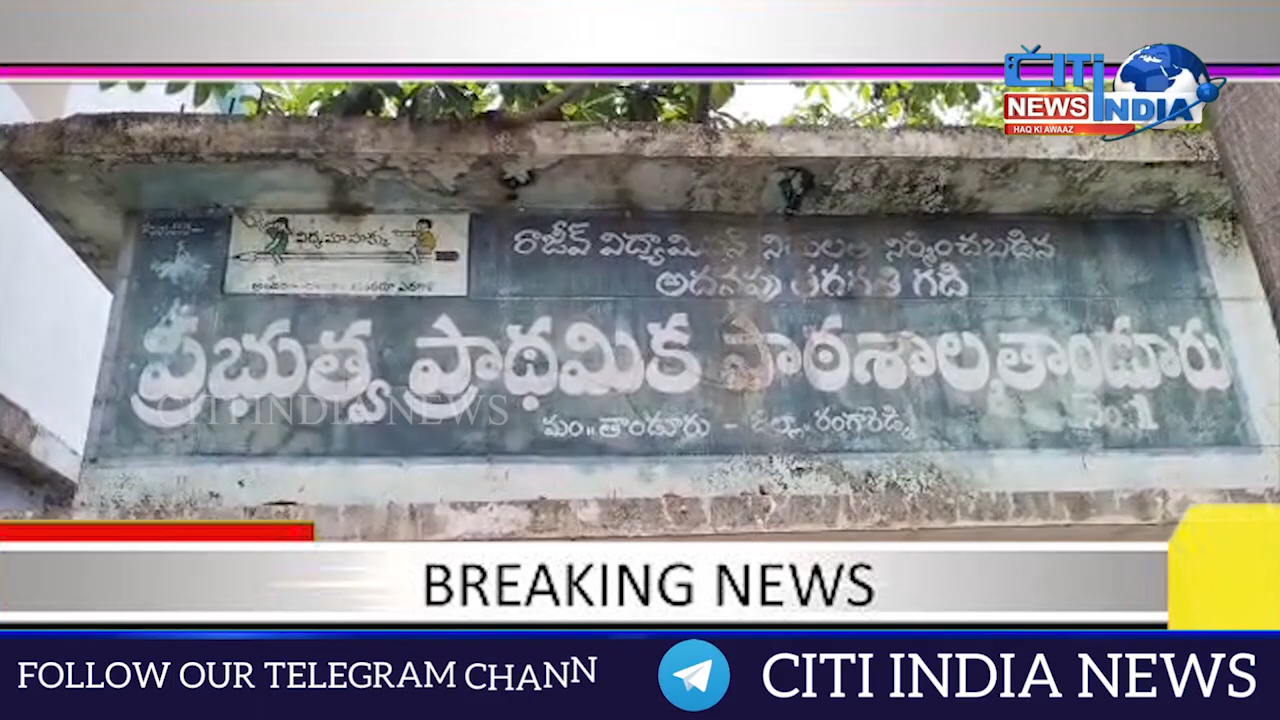 CITI
NEWS INDIA
HAQ KI AWAAZ
రాజీవ్ విద్యామిషన్ నిధులతో నిర్మించబడిన
అదనపు తరగతి గది
ప్రభుత్వ ప్రాథమిక పాఠశాల, తాండూరు
నెం.1
మం॥ తాండూరు - జిల్లా. రంగారెడ్డి
CITI INDIA NEWS
BREAKING NEWS
FOLLOW OUR TELEGRAM CHANN
CITI INDIA NEWS